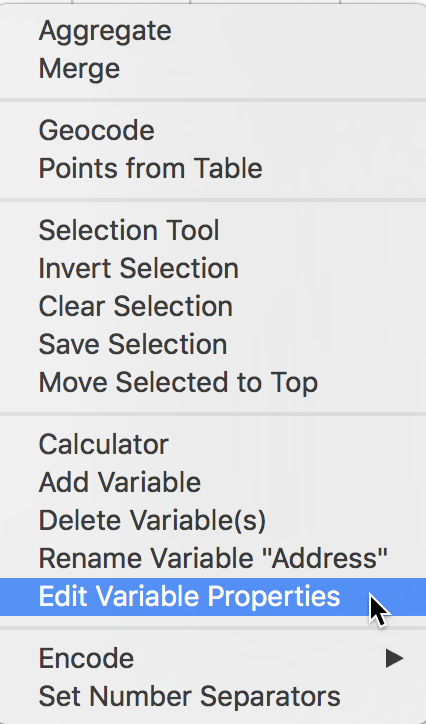 Aggregate
Merge
Geocode
Points from Table
Selection Tool
Invert Selection
Clear Selection
Save Selection
Move Selected to Top
Calculator
Add Variable
Delete Variable(s)
Rename Variable "Address"
Edit Variable Properties
Encode
Set Number Separators